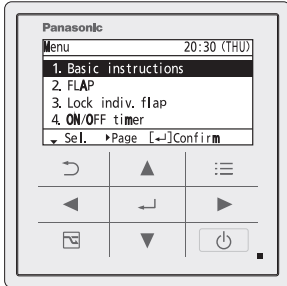 Panasonic
Menu 20:30 (THU)
1. Basic instructions
2. FLAP
3. Lock indiv. flap
4. ON/OFF timer
Sel. ▸Page [↵]Confirm